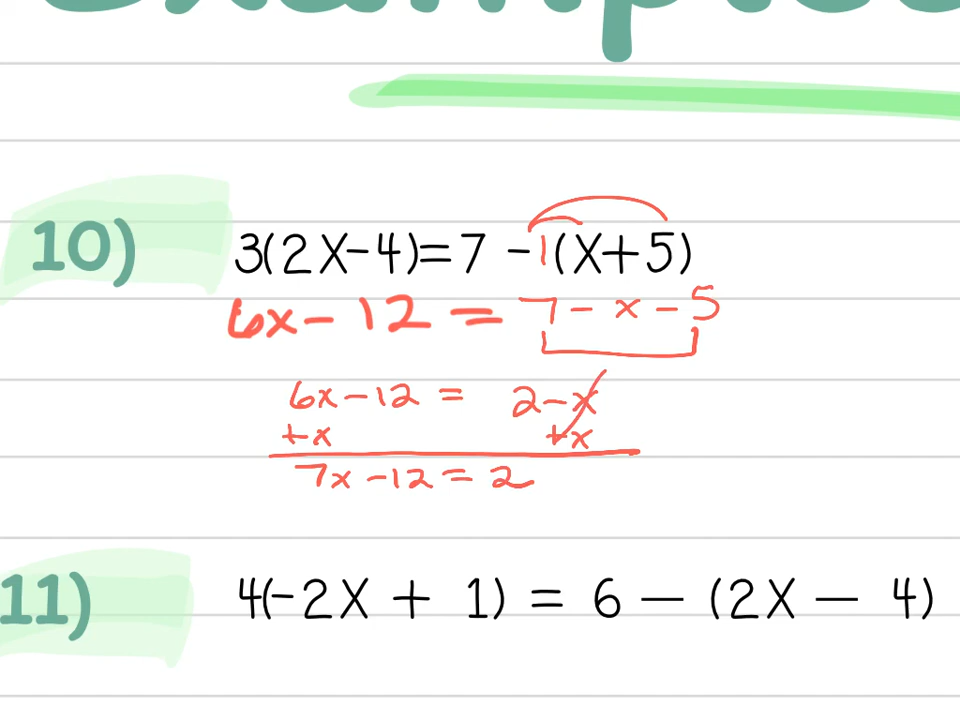 10) 3(2X-4)=7 -1(X+5)
6x - 12 = 7 - x - 5
6x - 12 = 2 - x
+x +x
7x - 12 = 2
11) 4(-2X + 1) = 6 - (2X - 4)